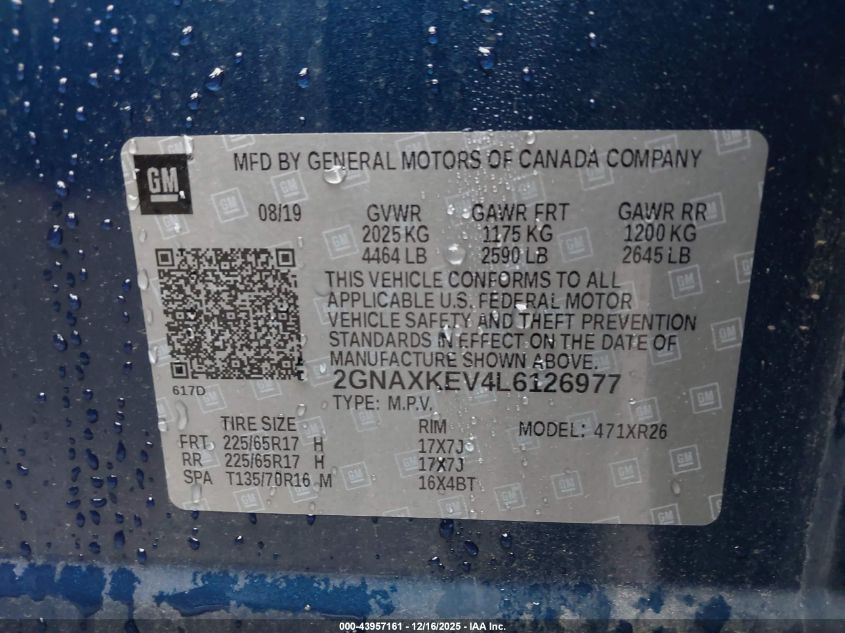 GM
MFD BY GENERAL MOTORS OF CANADA COMPANY
08/19 GVWR GAWR FRT GAWR RR
2025 KG 1175 KG 1200 KG
4464 LB 2590 LB 2645 LB
THIS VEHICLE CONFORMS TO ALL
APPLICABLE U.S. FEDERAL MOTOR
VEHICLE SAFETY AND THEFT PREVENTION
STANDARDS IN EFFECT ON THE DATE OF
MANUFACTURE SHOWN ABOVE.
617D
2GNAXKEV4L6126977
TYPE: M.P.V.
TIRE SIZE RIM MODEL: 471XR26
FRT 225/65R17 H 17X7J
RR 225/65R17 H 17X7J
SPA T135/70R16 M 16X4BT
© 43957161 - 12/16/2025 - IAA Inc.